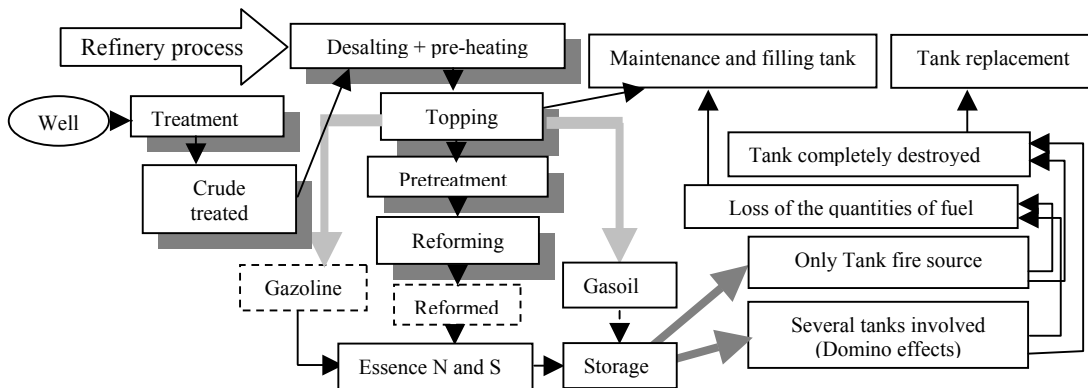 Refinery process
Desalting + pre-heating
Maintenance and filling tank
Tank replacement
Well
Treatment
Topping
Tank completely destroyed
Crude
treated
Pretreatment
Loss of the quantities of fuel
Reforming
Only Tank fire source
Gazoline
Reformed
Gasoil
Several tanks involved
(Domino effects)
Essence N and S
Storage